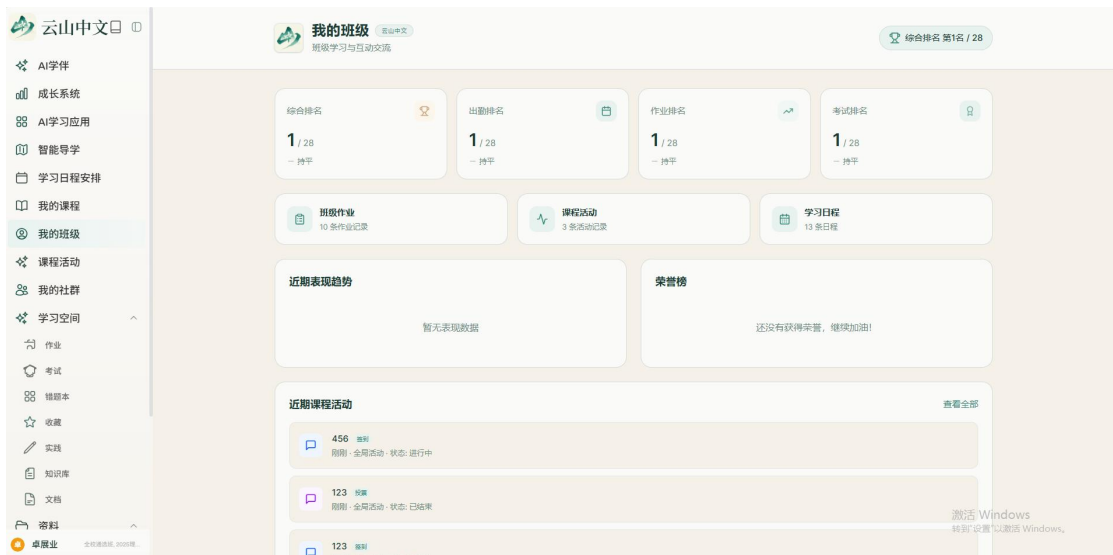 云山中文
AI学伴
成长系统
AI学习应用
智能导学
学习日程安排
我的课程
我的班级
课程活动
我的社群
学习空间
作业
考试
错题本
收藏
实践
知识库
文档
资料
卓展业
我的班级 云山中文
班级学习与互动交流
综合排名 第1名 / 28
综合排名
1 / 28
— 持平
出勤排名
1 / 28
— 持平
作业排名
1 / 28
— 持平
考试排名
1 / 28
— 持平
班级作业
10 条作业记录
课程活动
3 条活动记录
学习日程
13 条日程
近期表现趋势
暂无表现数据
荣誉榜
还没有获得荣誉，继续加油！
近期课程活动
查看全部
456 签到
刚刚 · 全局活动 · 状态: 进行中
123 投票
刚刚 · 全局活动 · 状态: 已结束
123 签到
激活 Windows
转到"设置"以激活 Windows。